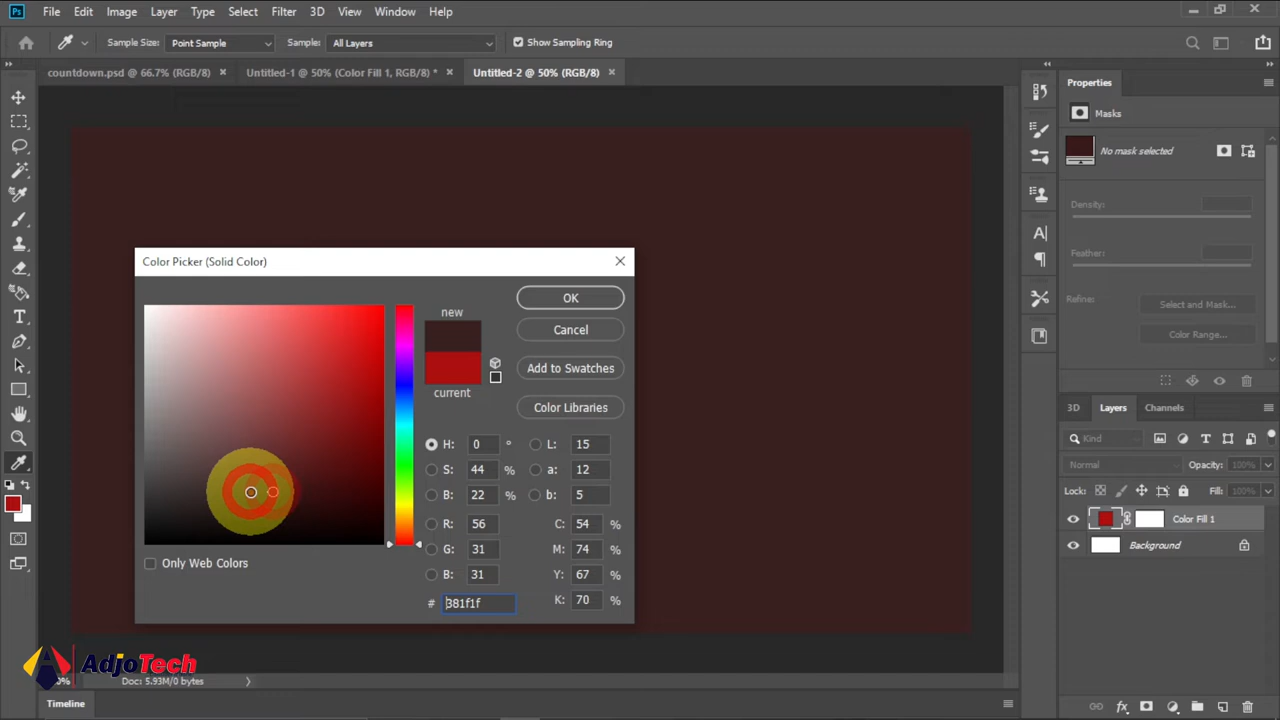 Ps File Edit Image Layer Type Select Filter 3D View Window Help
Sample Size: Point Sample Sample: All Layers Show Sampling Ring
countdown.psd @ 66.7% (RGB/8) Untitled-1 @ 50% (Color Fill 1, RGB/8) * Untitled-2 @ 50% (RGB/8)
Properties
Masks
No mask selected
Density:
Feather:
Refine: Select and Mask...
Color Range...
Color Picker (Solid Color)
new
current
OK
Cancel
Add to Swatches
Color Libraries
H: 0 ° L: 15
S: 44 % a: 12
B: 22 % b: 5
R: 56 C: 54 %
G: 31 M: 74 %
B: 31 Y: 67 %
# 381f1f K: 70 %
Only Web Colors
3D Layers Channels
Kind
Normal Opacity: 100%
Lock: Fill: 100%
Color Fill 1
Background
AdjoTech
0% Doc: 5.93M/0 bytes
Timeline